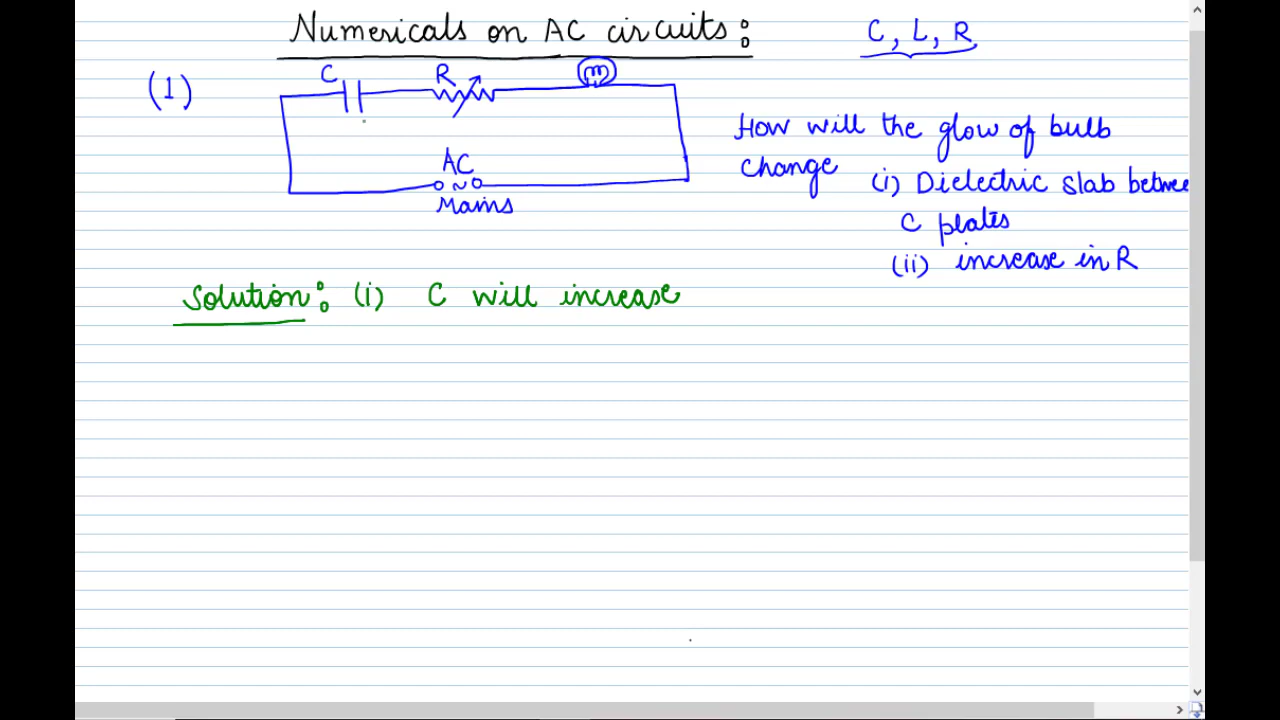 Numericals on AC circuits:
C, L, R
(1)
C
R
AC
Mains
How will the glow of bulb
change
(i) Dielectric slab betwee
C plates
(ii) increase in R
Solution: (i) C will increase